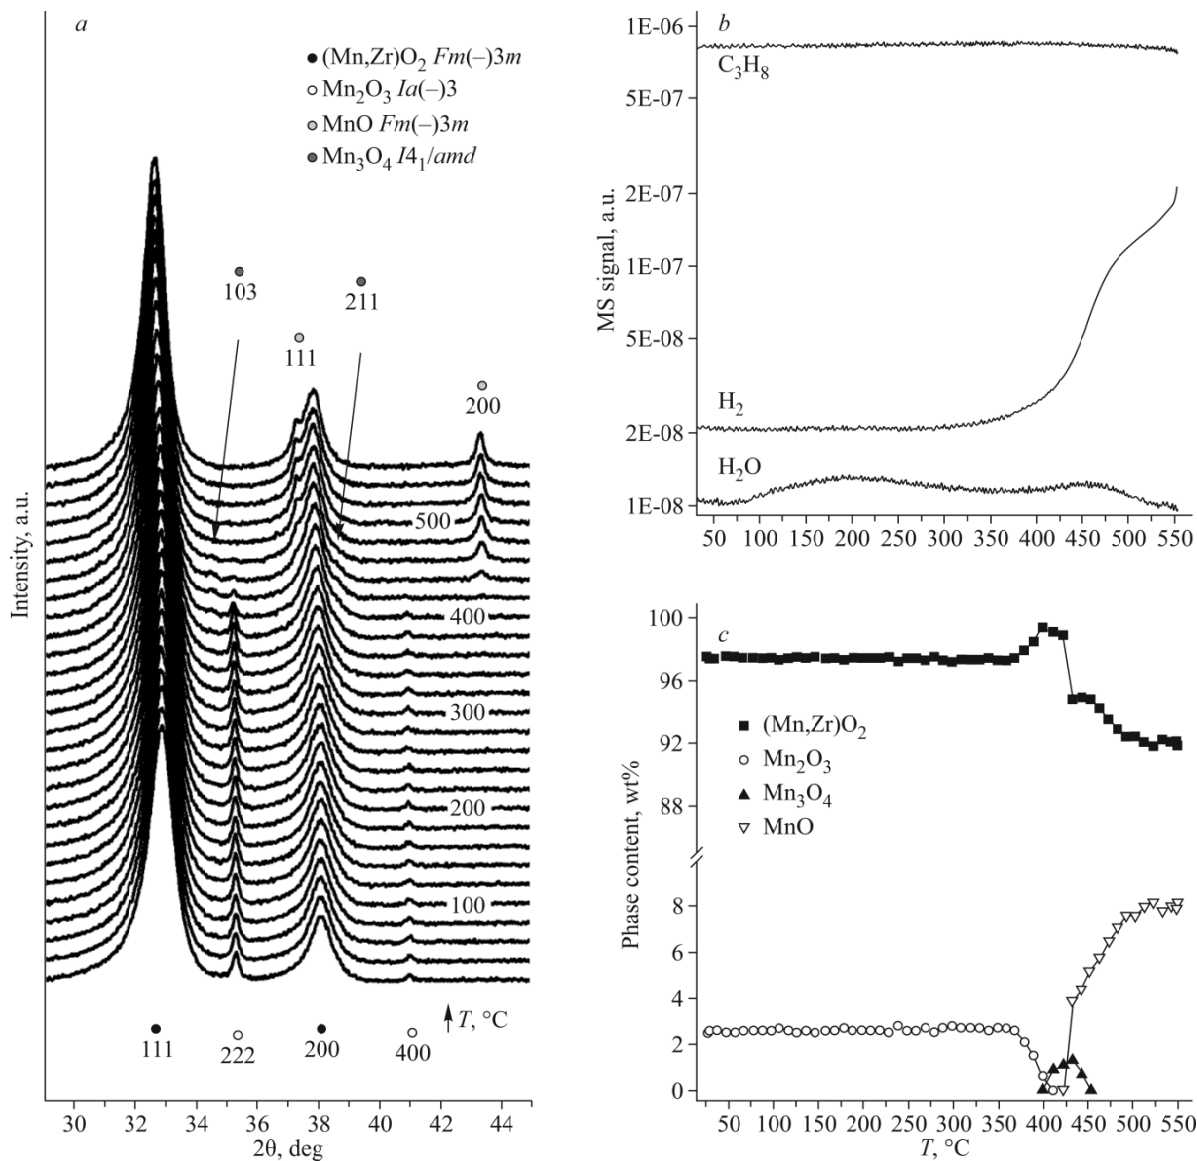 a
(Mn,Zr)O2 Fm(–)3m
Mn2O3 Ia(–)3
MnO Fm(–)3m
Mn3O4 I41/amd
103
211
111
200
500
400
300
200
100
T, °C
111
222
200
400
30
32
34
36
38
40
42
44
2θ, deg
Intensity, a.u.
b
1E-06
C3H8
5E-07
2E-07
1E-07
5E-08
H2
2E-08
H2O
1E-08
MS signal, a.u.
50 100 150 200 250 300 350 400 450 500 550
c
100
96
92
88
8
6
4
2
0
(Mn,Zr)O2
Mn2O3
Mn3O4
MnO
Phase content, wt%
50 100 150 200 250 300 350 400 450 500 550
T, °C